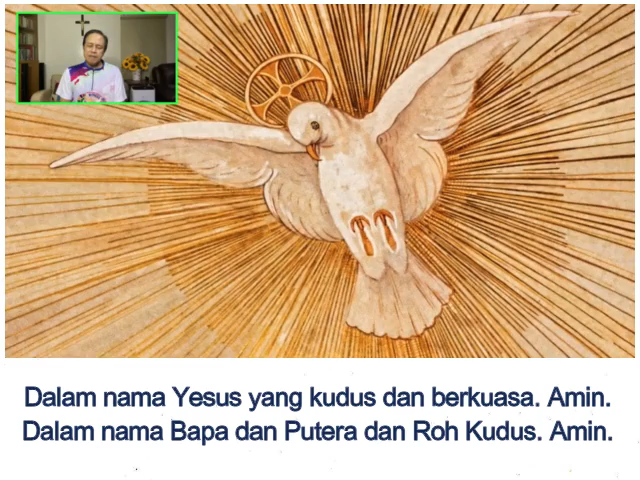 Dalam nama Yesus yang kudus dan berkuasa. Amin.
Dalam nama Bapa dan Putera dan Roh Kudus. Amin.